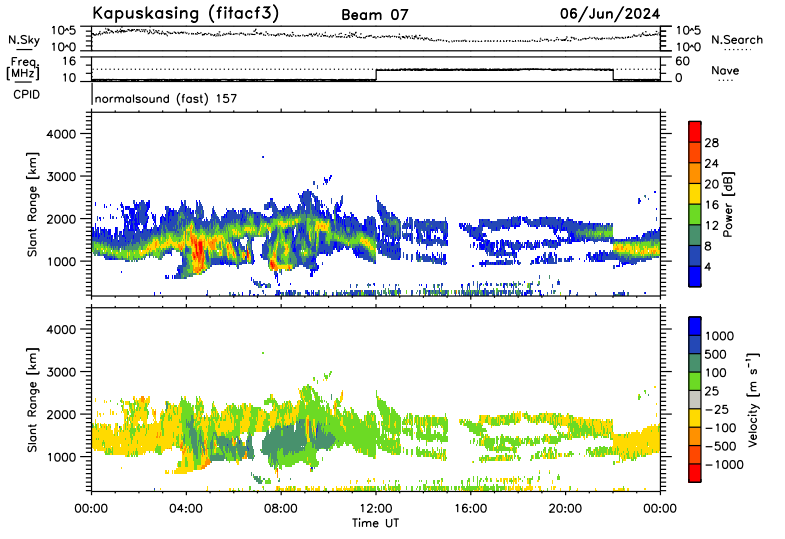 Kapuskasing (fitacf3) Beam 07 06/Jun/2024
N.Sky 10^5 10^0 10^5 10^0 N.Search
Freq. [MHz] 16 10 60 0 Nave
CPID normalsound (fast) 157
Slant Range [km] 4000 3000 2000 1000
Power [dB] 28 24 20 16 12 8 4
Slant Range [km] 4000 3000 2000 1000
Velocity [m s⁻¹] 1000 500 100 25 −25 −100 −500 −1000
00:00 04:00 08:00 12:00 16:00 20:00 00:00
Time UT